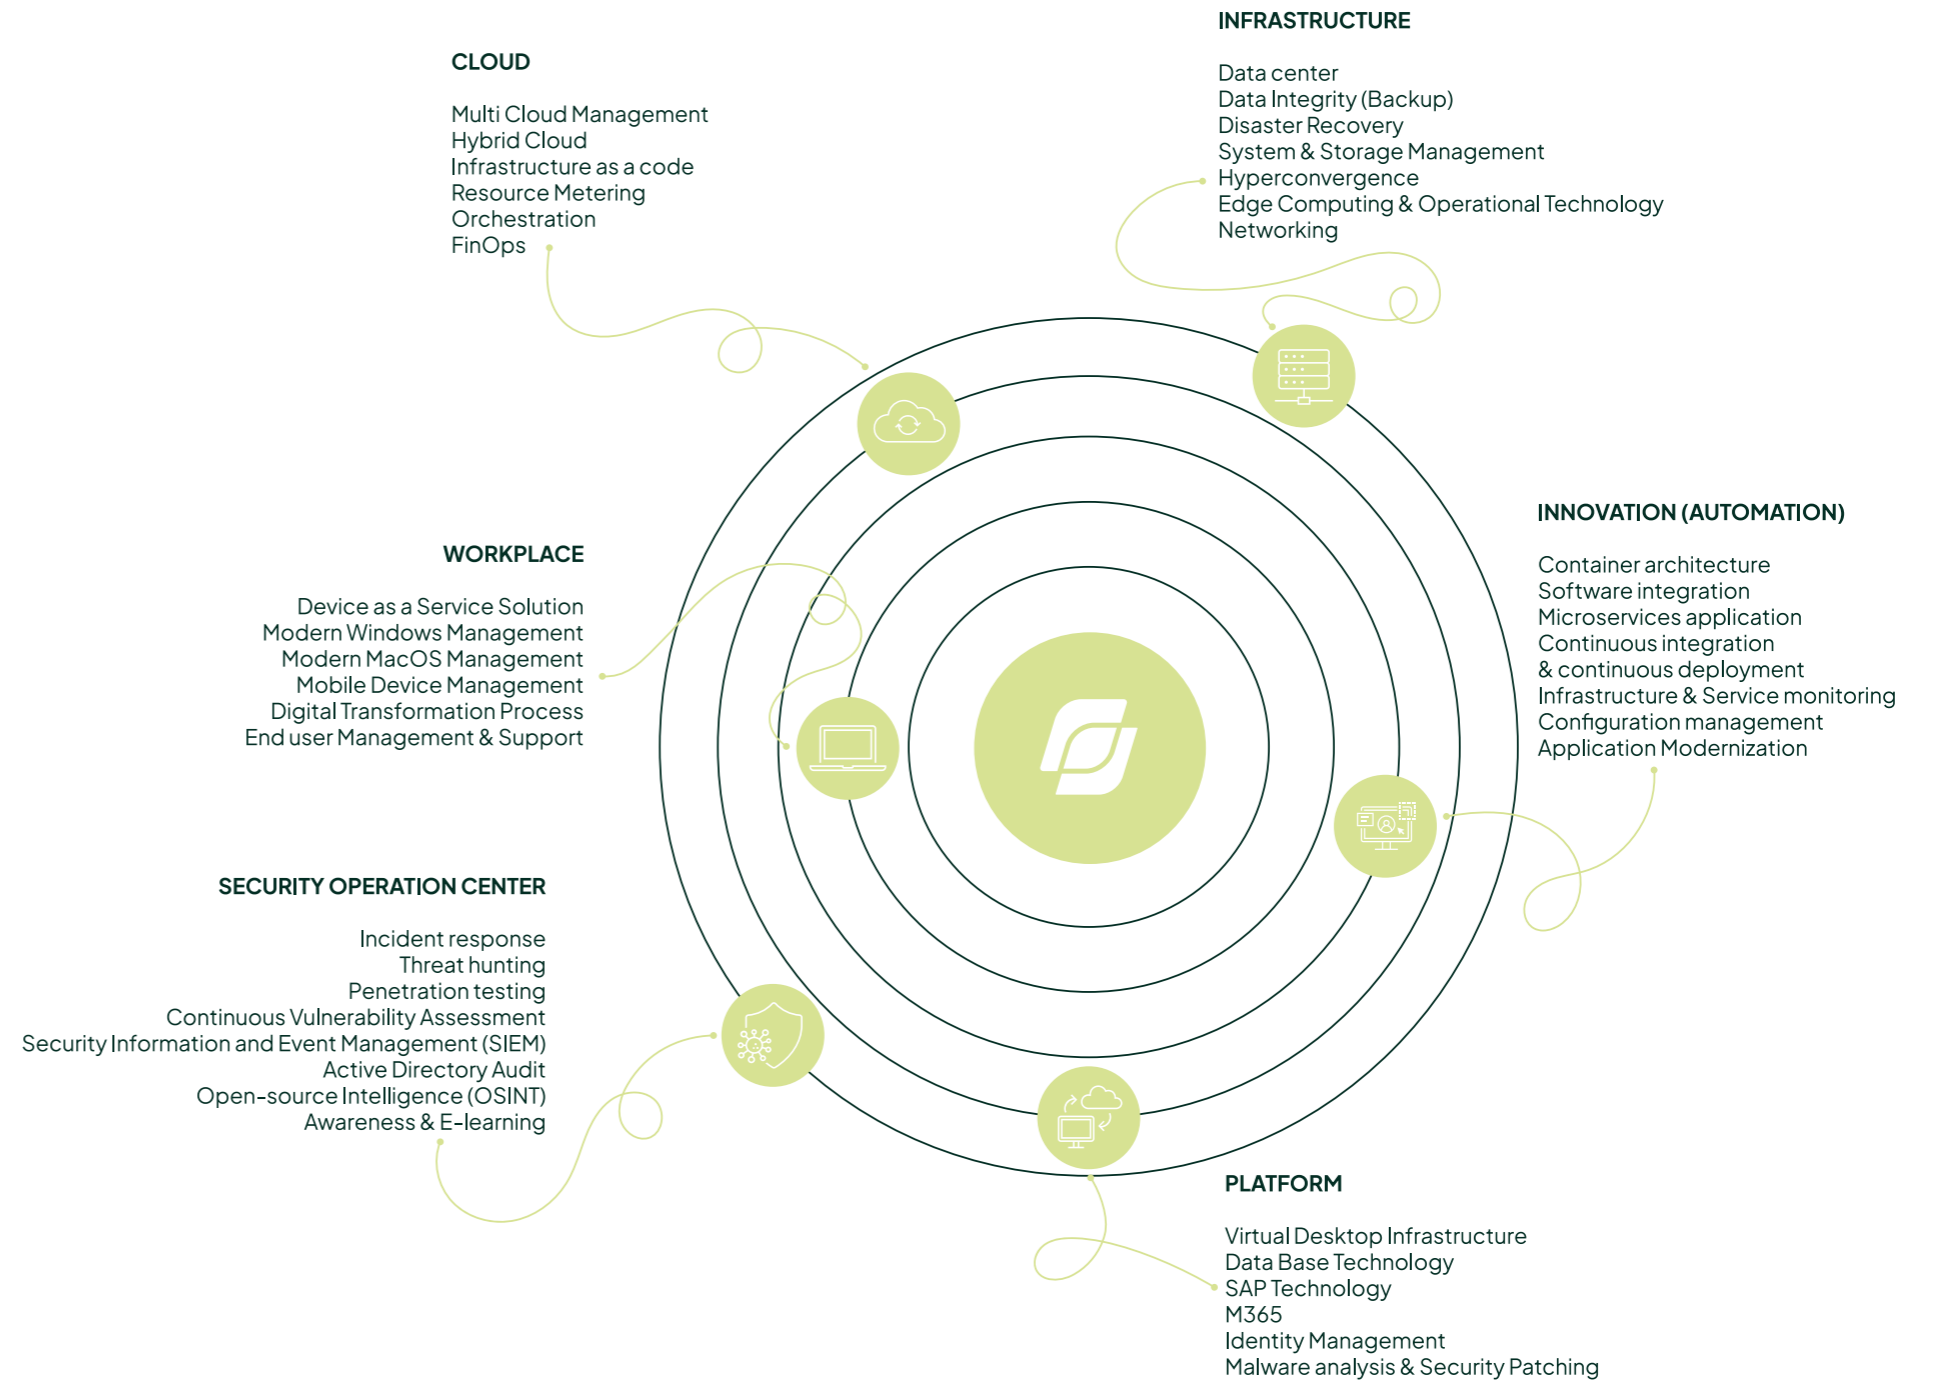 INFRASTRUCTURE
Data center
Data Integrity (Backup)
Disaster Recovery
System & Storage Management
Hyperconvergence
Edge Computing & Operational Technology
Networking
CLOUD
Multi Cloud Management
Hybrid Cloud
Infrastructure as a code
Resource Metering
Orchestration
FinOps
INNOVATION (AUTOMATION)
Container architecture
Software integration
Microservices application
Continuous integration
& continuous deployment
Infrastructure & Service monitoring
Configuration management
Application Modernization
WORKPLACE
Device as a Service Solution
Modern Windows Management
Modern MacOS Management
Mobile Device Management
Digital Transformation Process
End user Management & Support
SECURITY OPERATION CENTER
Incident response
Threat hunting
Penetration testing
Continuous Vulnerability Assessment
Security Information and Event Management (SIEM)
Active Directory Audit
Open-source Intelligence (OSINT)
Awareness & E-learning
PLATFORM
Virtual Desktop Infrastructure
Data Base Technology
SAP Technology
M365
Identity Management
Malware analysis & Security Patching